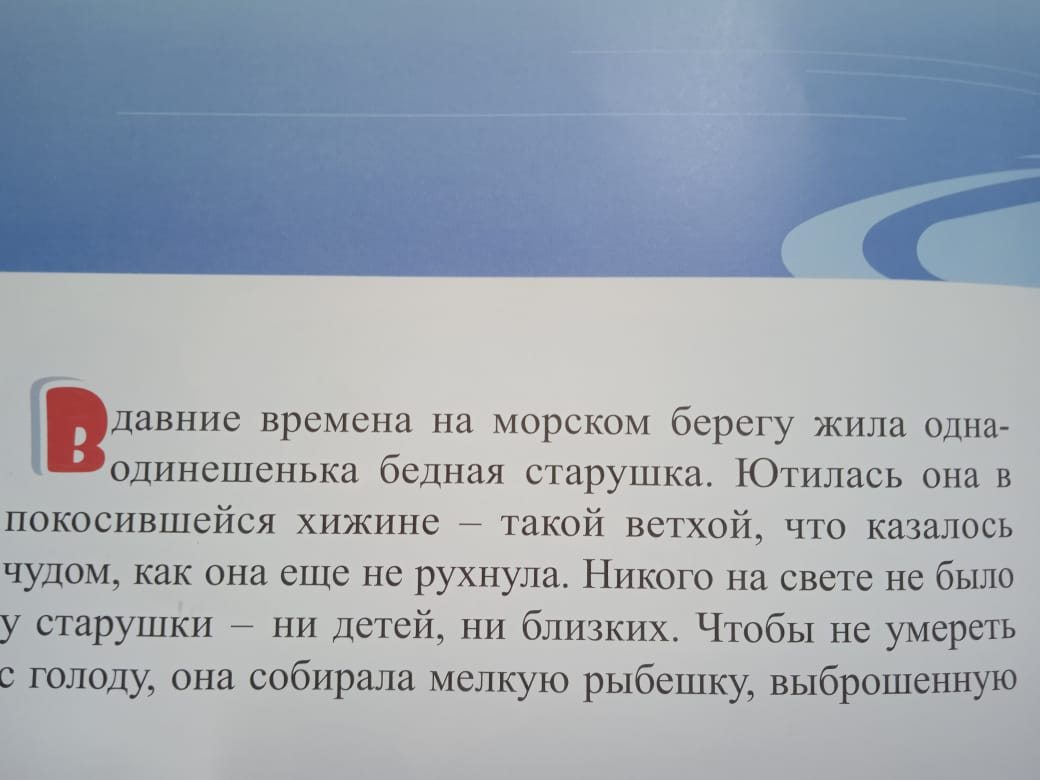 В давние времена на морском берегу жила одна-
одинешенька бедная старушка. Ютилась она в
покосившейся хижине – такой ветхой, что казалось
чудом, как она еще не рухнула. Никого на свете не было
у старушки – ни детей, ни близких. Чтобы не умереть
с голоду, она собирала мелкую рыбешку, выброшенную